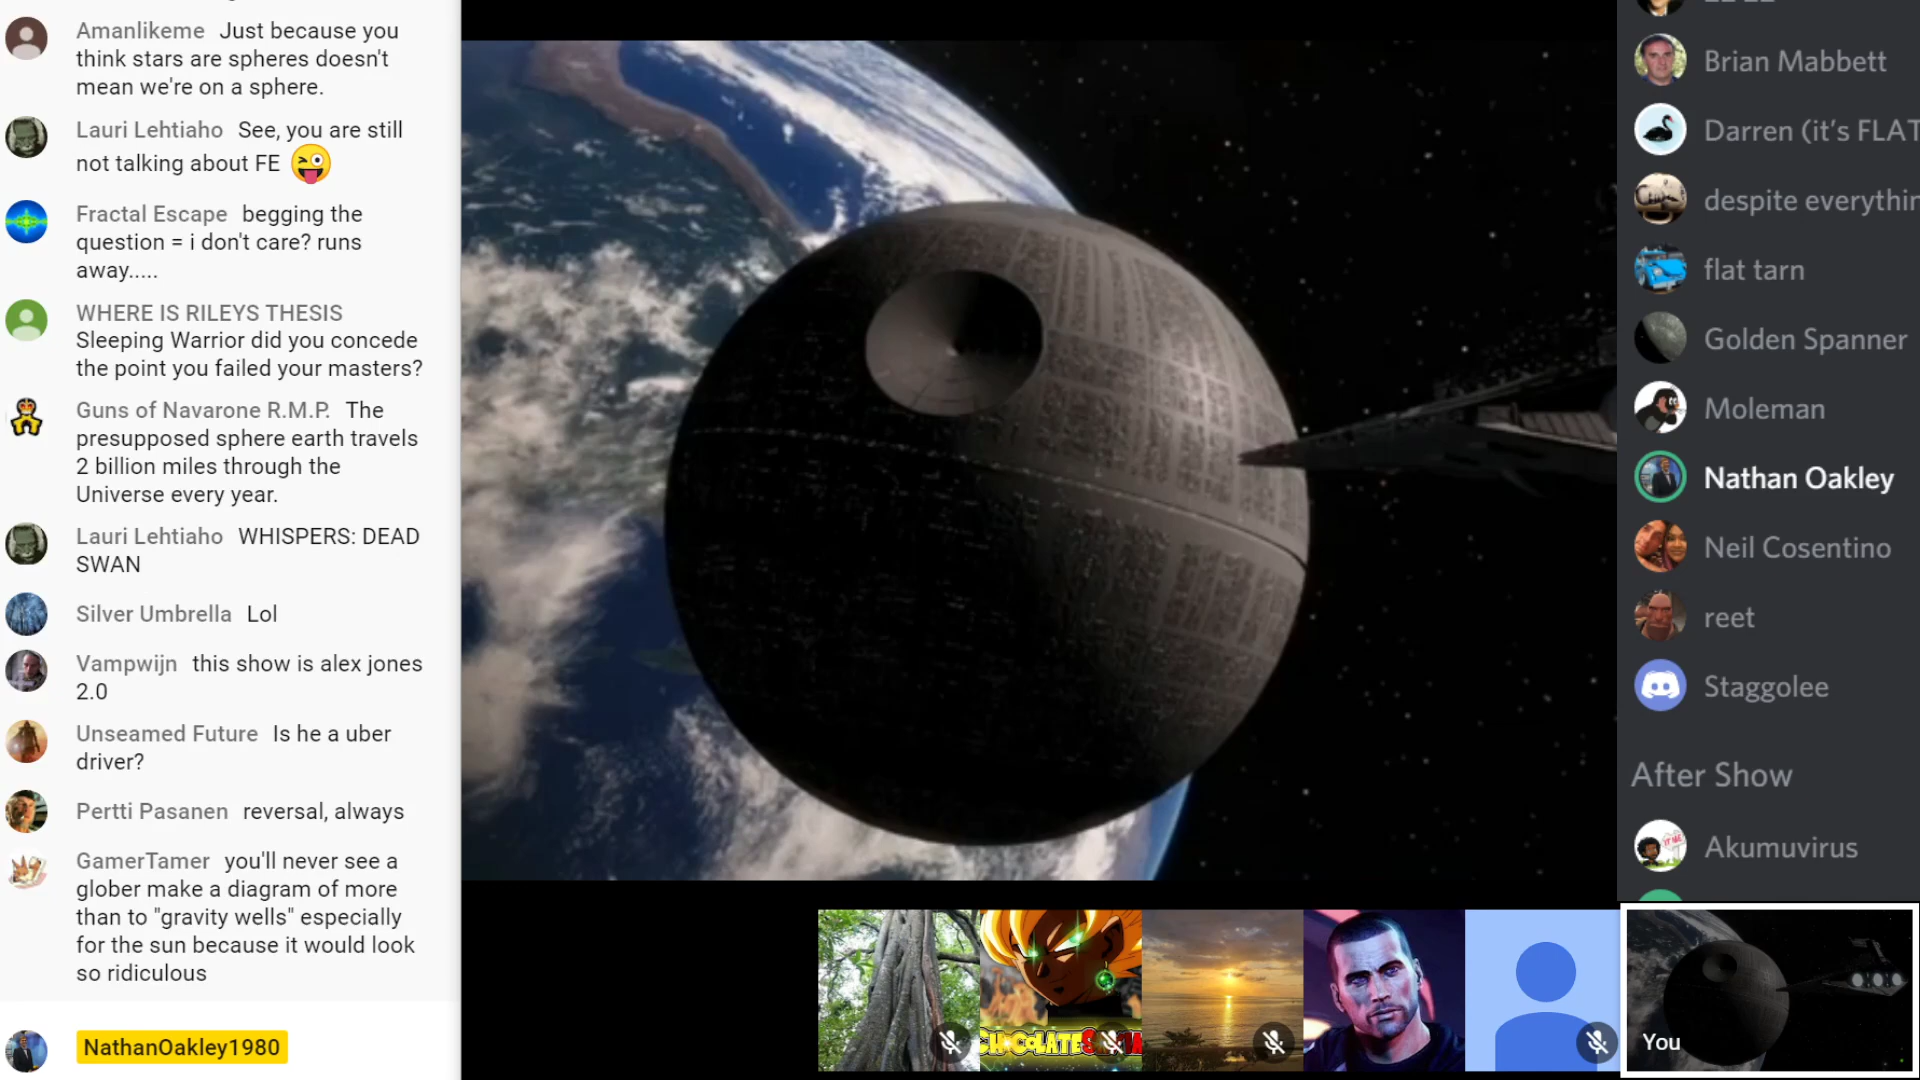 Amanlikeme Just because you
think stars are spheres doesn't
mean we're on a sphere.
Lauri Lehtiaho See, you are still
not talking about FE
Fractal Escape begging the
question = i don't care? runs
away.....
WHERE IS RILEYS THESIS
Sleeping Warrior did you concede
the point you failed your masters?
Guns of Navarone R.M.P. The
presupposed sphere earth travels
2 billion miles through the
Universe every year.
Lauri Lehtiaho WHISPERS: DEAD
SWAN
Silver Umbrella Lol
Vampwijn this show is alex jones
2.0
Unseamed Future Is he a uber
driver?
Pertti Pasanen reversal, always
GamerTamer you'll never see a
glober make a diagram of more
than to "gravity wells" especially
for the sun because it would look
so ridiculous
NathanOakley1980
Brian Mabbett
Darren (it's FLAT
despite everythin
flat tarn
Golden Spanner
Moleman
Nathan Oakley
Neil Cosentino
reet
Staggolee
After Show
Akumuvirus
You